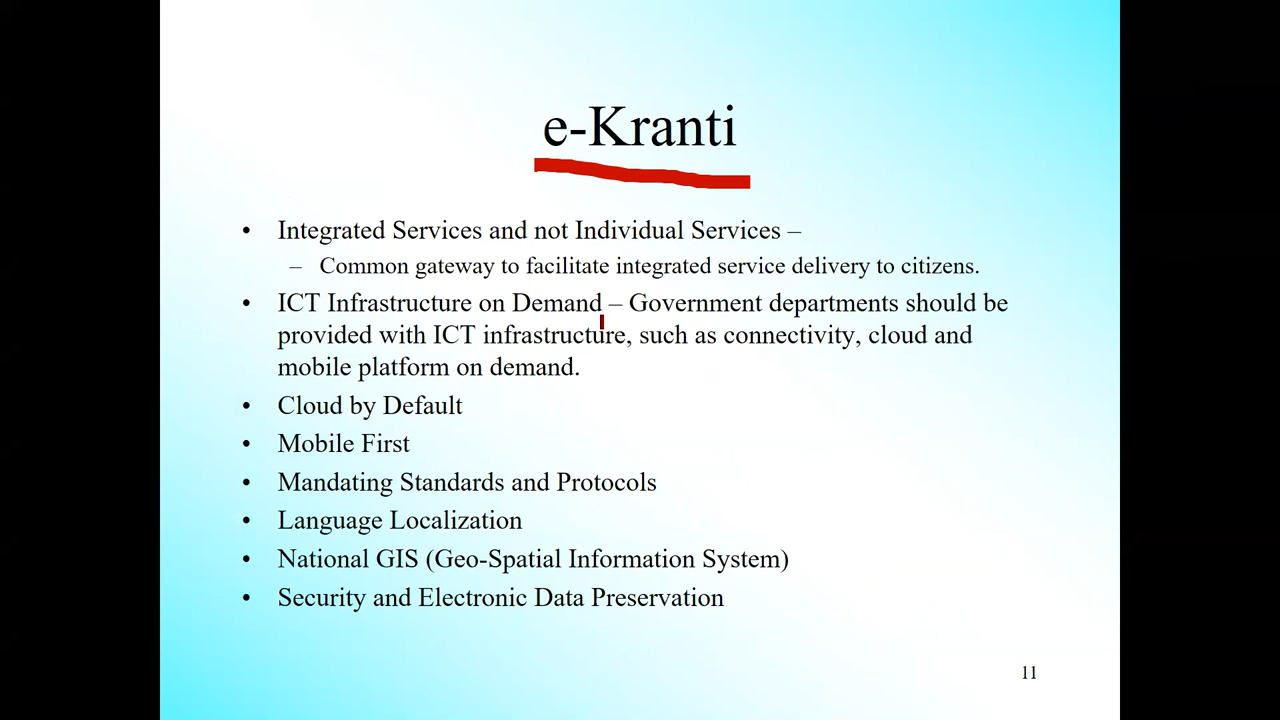 e-Kranti
• Integrated Services and not Individual Services –
– Common gateway to facilitate integrated service delivery to citizens.
• ICT Infrastructure on Demand – Government departments should be
provided with ICT infrastructure, such as connectivity, cloud and
mobile platform on demand.
• Cloud by Default
• Mobile First
• Mandating Standards and Protocols
• Language Localization
• National GIS (Geo-Spatial Information System)
• Security and Electronic Data Preservation
11